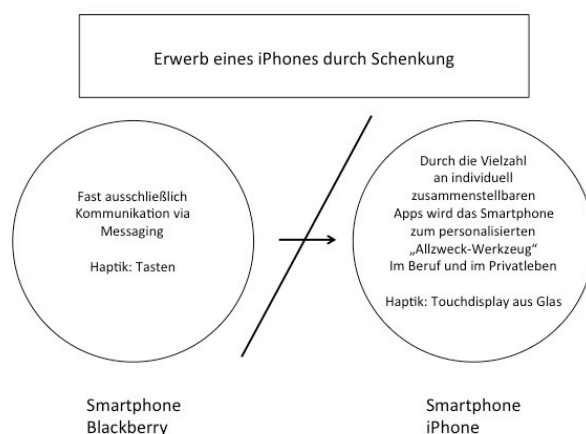 Erwerb eines iPhones durch Schenkung
Fast ausschließlich
Kommunikation via
Messaging
Haptik: Tasten
Durch die Vielzahl
an individuell
zusammenstellbaren
Apps wird das Smartphone
zum personalisierten
„Allzweck-Werkzeug“
Im Beruf und im Privatleben
Haptik: Touchdisplay aus Glas
Smartphone
Blackberry
Smartphone
iPhone